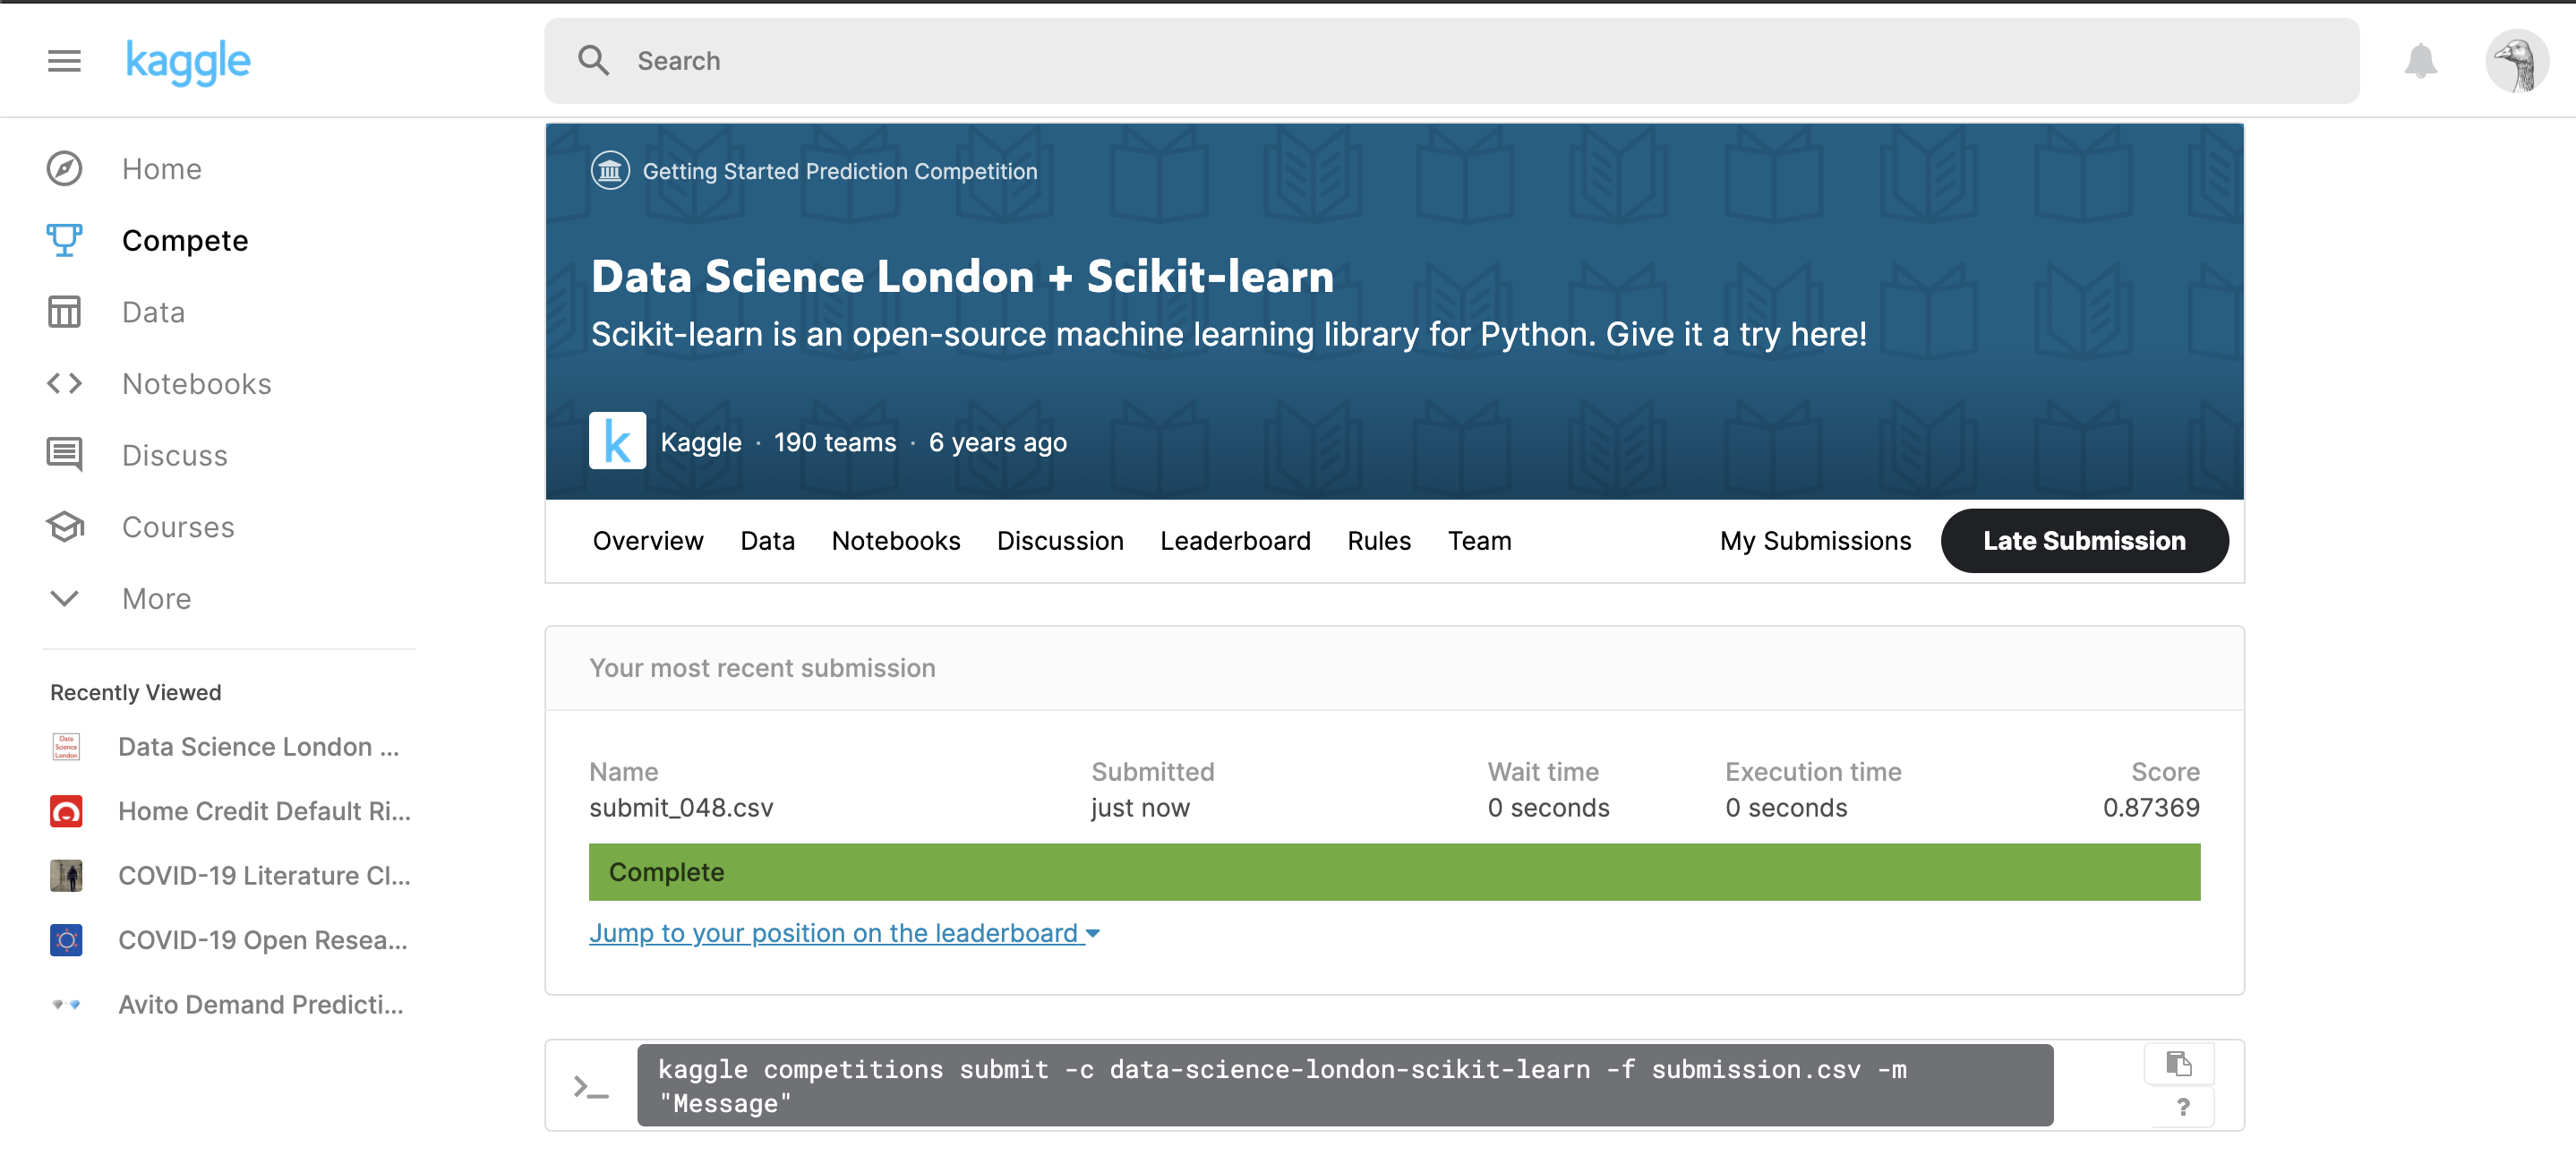 kaggle
Search
Home
Compete
Data
Notebooks
Discuss
Courses
More
Recently Viewed
Data Science London ...
Home Credit Default Ri...
COVID-19 Literature Cl...
COVID-19 Open Resea...
Avito Demand Predicti...
Data
Science
London
Getting Started Prediction Competition
Data Science London + Scikit-learn
Scikit-learn is an open-source machine learning library for Python. Give it a try here!
k Kaggle · 190 teams · 6 years ago
Overview Data Notebooks Discussion Leaderboard Rules Team My Submissions Late Submission
Your most recent submission
Name Submitted Wait time Execution time Score
submit_048.csv just now 0 seconds 0 seconds 0.87369
Complete
Jump to your position on the leaderboard
>_ kaggle competitions submit -c data-science-london-scikit-learn -f submission.csv -m
"Message"
?